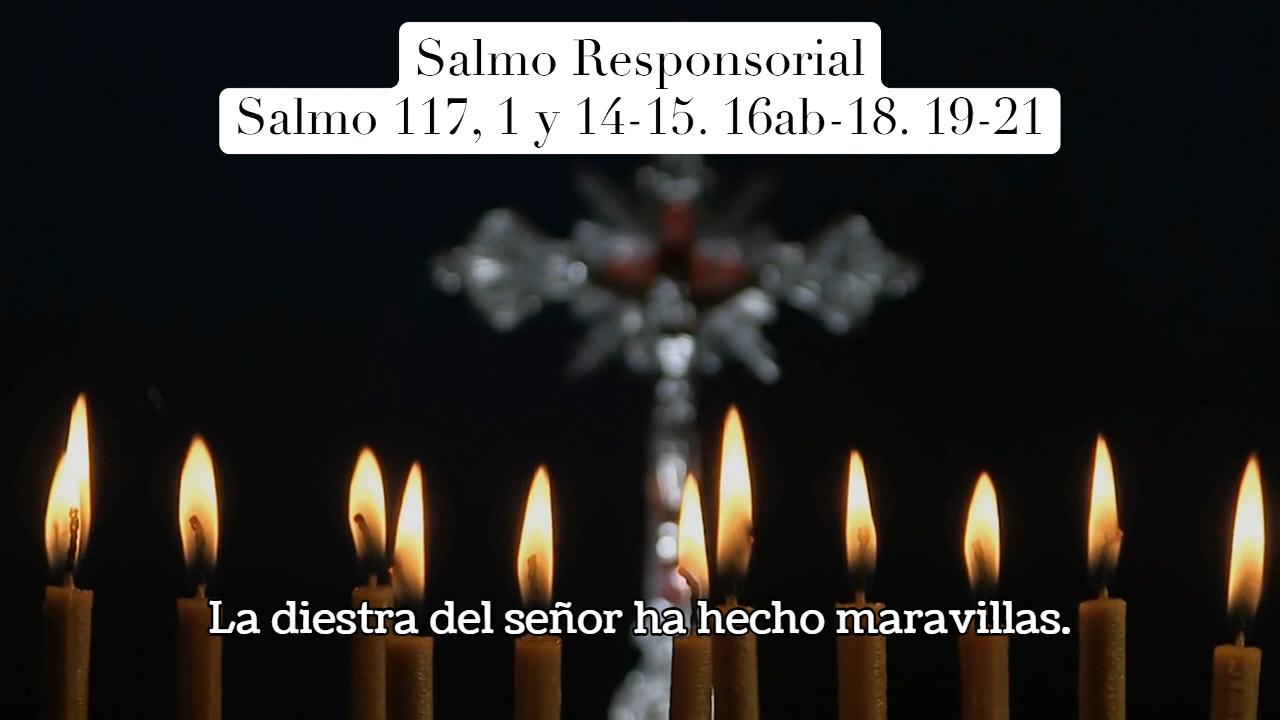 Salmo Responsorial
Salmo 117, 1 y 14-15. 16ab-18. 19-21
La diestra del señor ha hecho maravillas.